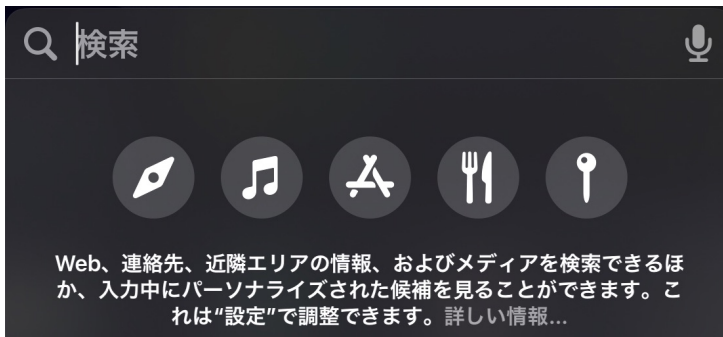 検索
Web、連絡先、近隣エリアの情報、およびメディアを検索できるほ
か、入力中にパーソナライズされた候補を見ることができます。こ
れは“設定”で調整できます。詳しい情報...